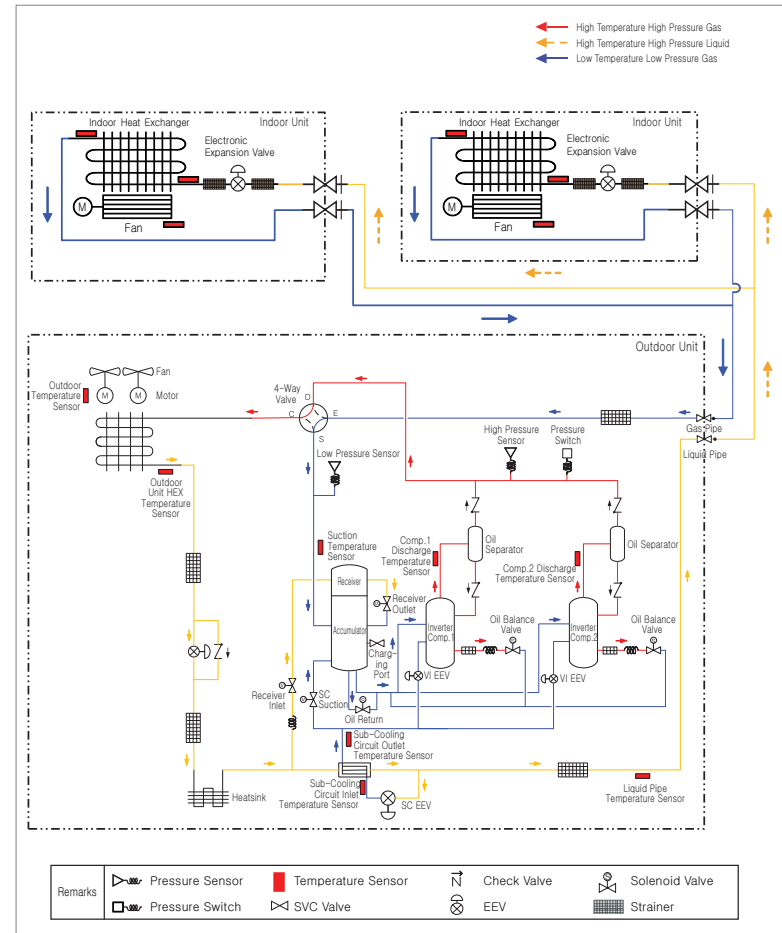 High Temperature High Pressure Gas
High Temperature High Pressure Liquid
Low Temperature Low Pressure Gas
Indoor Heat Exchanger
Indoor Unit
Electronic
Expansion Valve
M
Fan
Indoor Heat Exchanger
Indoor Unit
Electronic
Expansion Valve
M
Fan
Outdoor Unit
Fan
Outdoor
Temperature
Sensor
M
M
Motor
4-Way
Valve
D
C
E
S
Gas Pipe
Liquid Pipe
High Pressure
Sensor
Pressure
Switch
Low Pressure Sensor
Outdoor
Unit HEX
Temperature
Sensor
Suction
Temperature
Sensor
Comp.1
Discharge
Temperature
Sensor
Oil
Separator
Comp.2 Discharge
Temperature Sensor
Oil Separator
Receiver
Receiver
Outlet
Accumulator
Charg-
ing
Port
Inverter
Comp.1
Oil Balance
Valve
Inverter
Comp.2
Oil Balance
Valve
VI EEV
VI EEV
Receiver
Inlet
SC
Suction
Oil Return
Sub-Cooling
Circuit Outlet
Temperature Sensor
Heatsink
Sub-Cooling
Circuit Inlet
Temperature Sensor
SC EEV
Liquid Pipe
Temperature Sensor
Remarks
Pressure Sensor
Temperature Sensor
Check Valve
Solenoid Valve
Pressure Switch
SVC Valve
EEV
Strainer